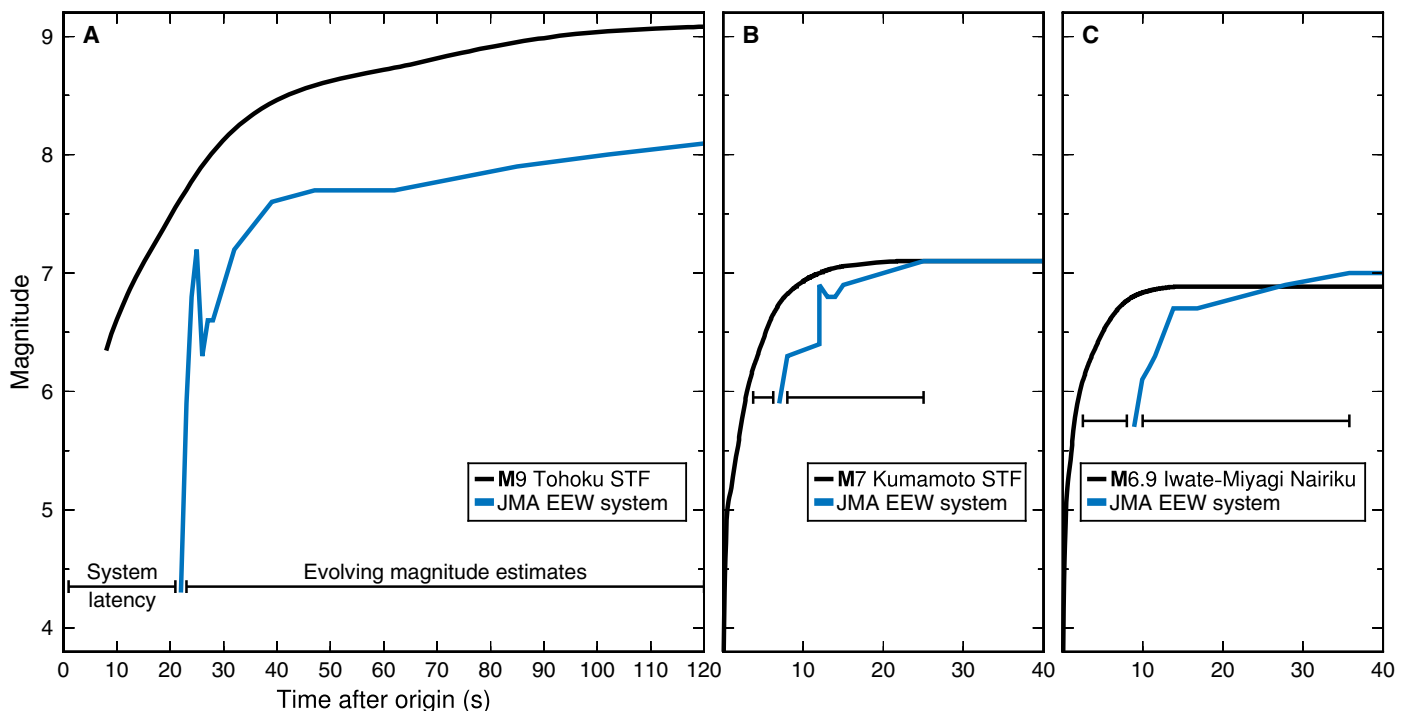 A
B
C
9
8
7
6
5
4
Magnitude
M9 Tohoku STF
JMA EEW system
M7 Kumamoto STF
JMA EEW system
M6.9 Iwate-Miyagi Nairiku
JMA EEW system
System
latency
Evolving magnitude estimates
0 10 20 30 40 50 60 70 80 90 100 110 120
10 20 30 40
10 20 30 40
Time after origin (s)